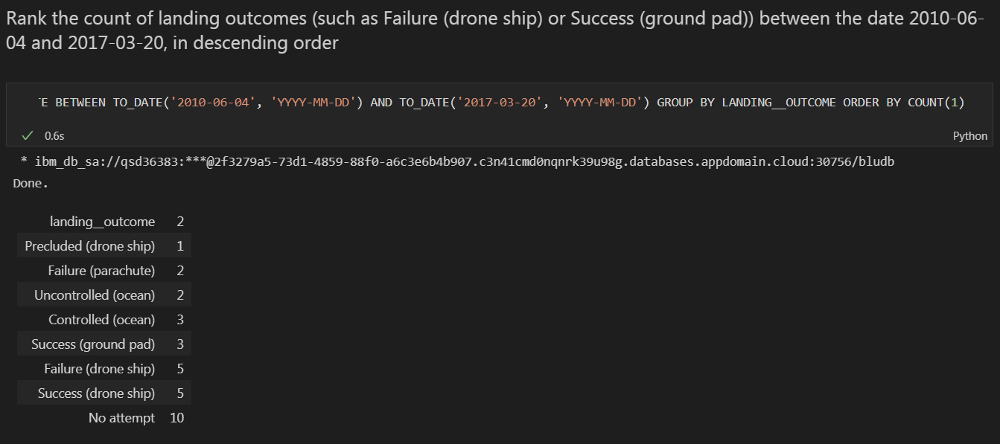 Rank the count of landing outcomes (such as Failure (drone ship) or Success (ground pad)) between the date 2010-06-
04 and 2017-03-20, in descending order
E BETWEEN TO_DATE('2010-06-04', 'YYYY-MM-DD') AND TO_DATE('2017-03-20', 'YYYY-MM-DD') GROUP BY LANDING__OUTCOME ORDER BY COUNT(1)
0.6s Python
* ibm_db_sa://qsd36383:***@2f3279a5-73d1-4859-88f0-a6c3e6b4b907.c3n41cmd0nqnrk39u98g.databases.appdomain.cloud:30756/bludb
Done.
landing__outcome 2
Precluded (drone ship) 1
Failure (parachute) 2
Uncontrolled (ocean) 2
Controlled (ocean) 3
Success (ground pad) 3
Failure (drone ship) 5
Success (drone ship) 5
No attempt 10